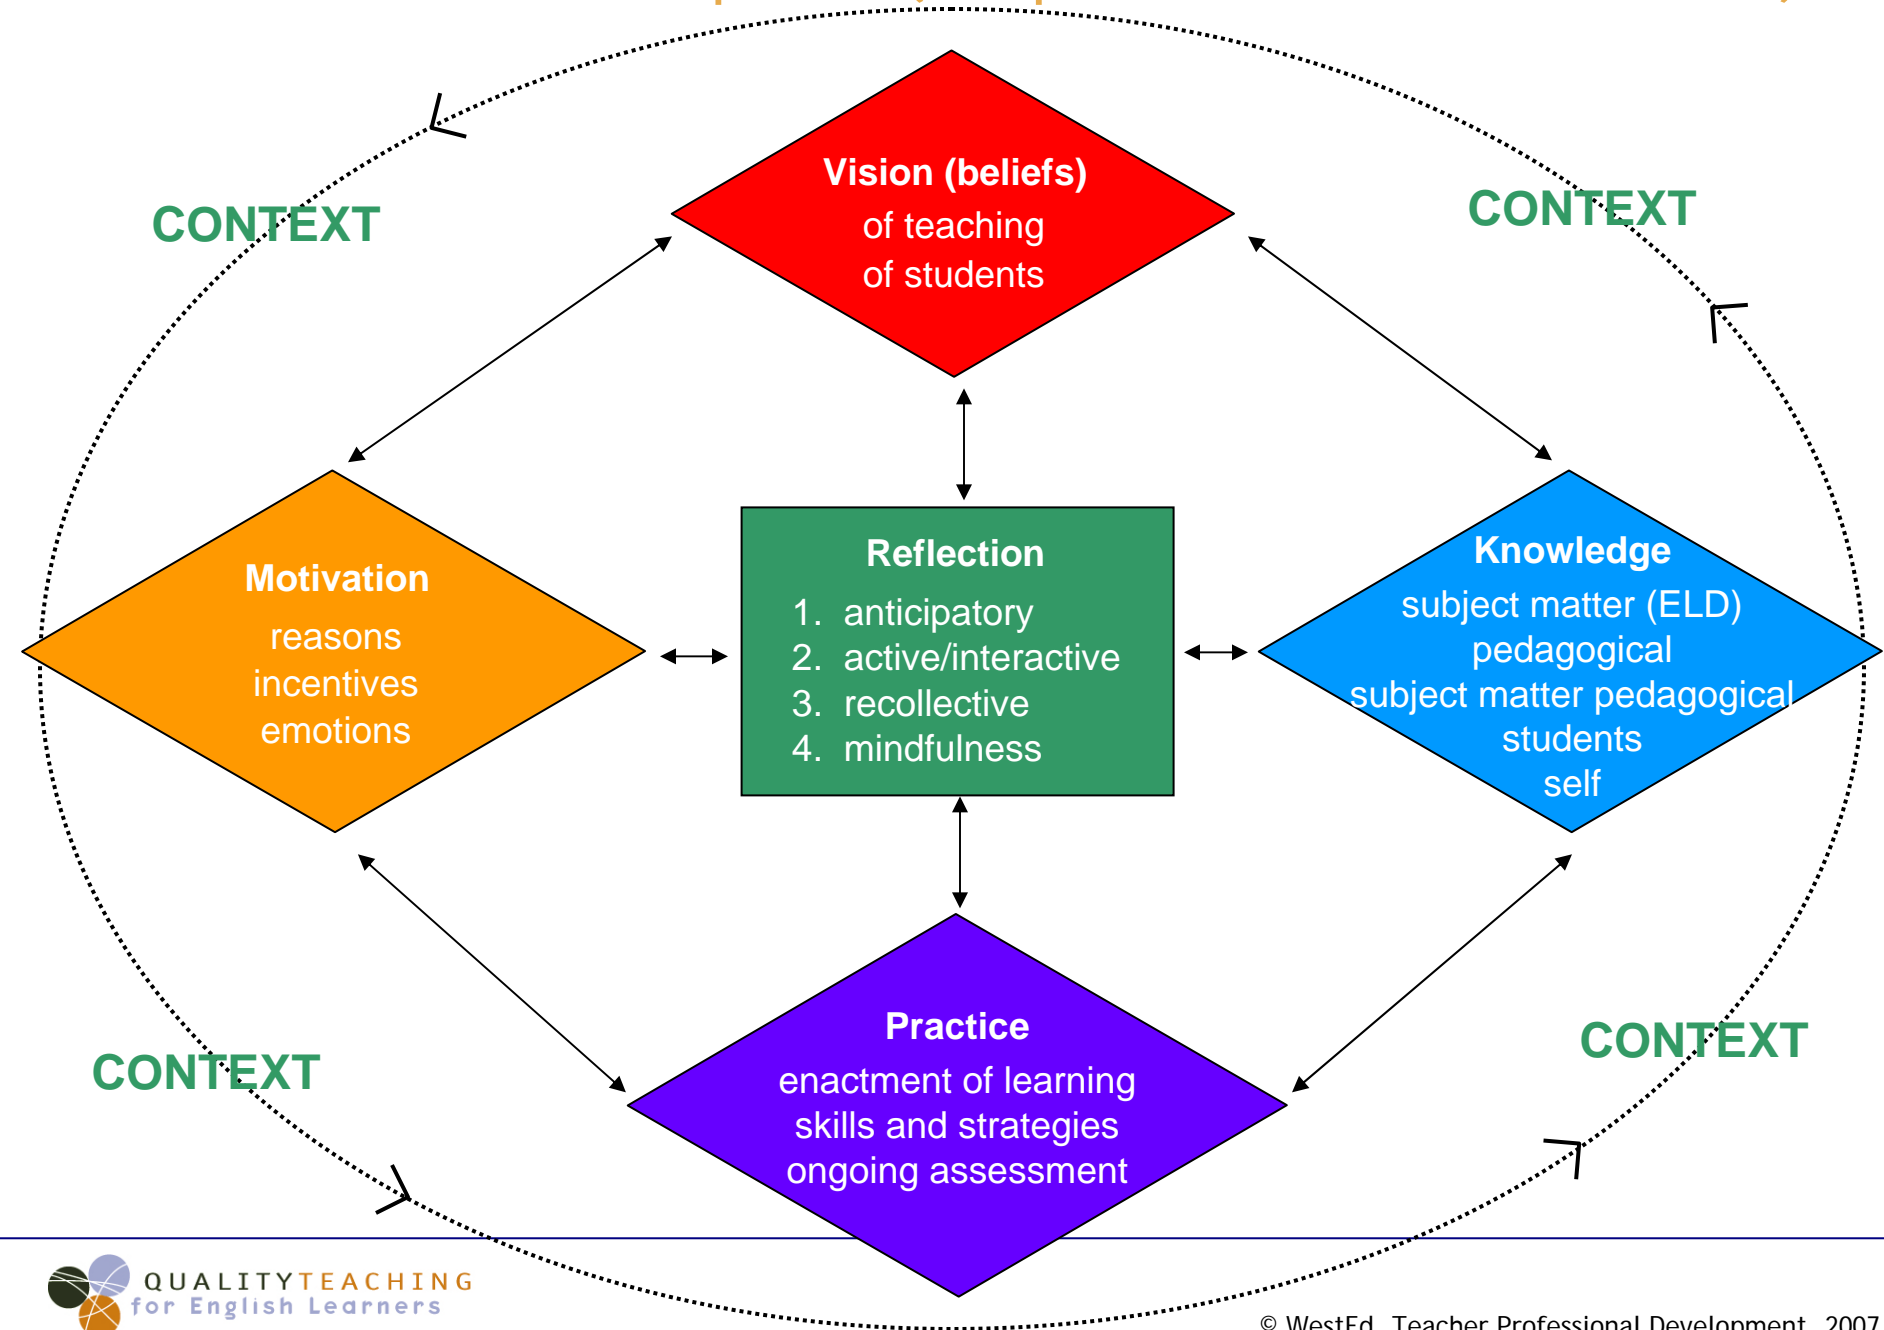 Vision (beliefs)
of teaching
of students
CONTEXT
CONTEXT
Motivation
reasons
incentives
emotions
Reflection
1. anticipatory
2. active/interactive
3. recollective
4. mindfulness
Knowledge
subject matter (ELD)
pedagogical
subject matter pedagogical
students
self
CONTEXT
CONTEXT
Practice
enactment of learning
skills and strategies
ongoing assessment
QUALITYTEACHING
for English Learners
© WestEd, Teacher Professional Development, 2007